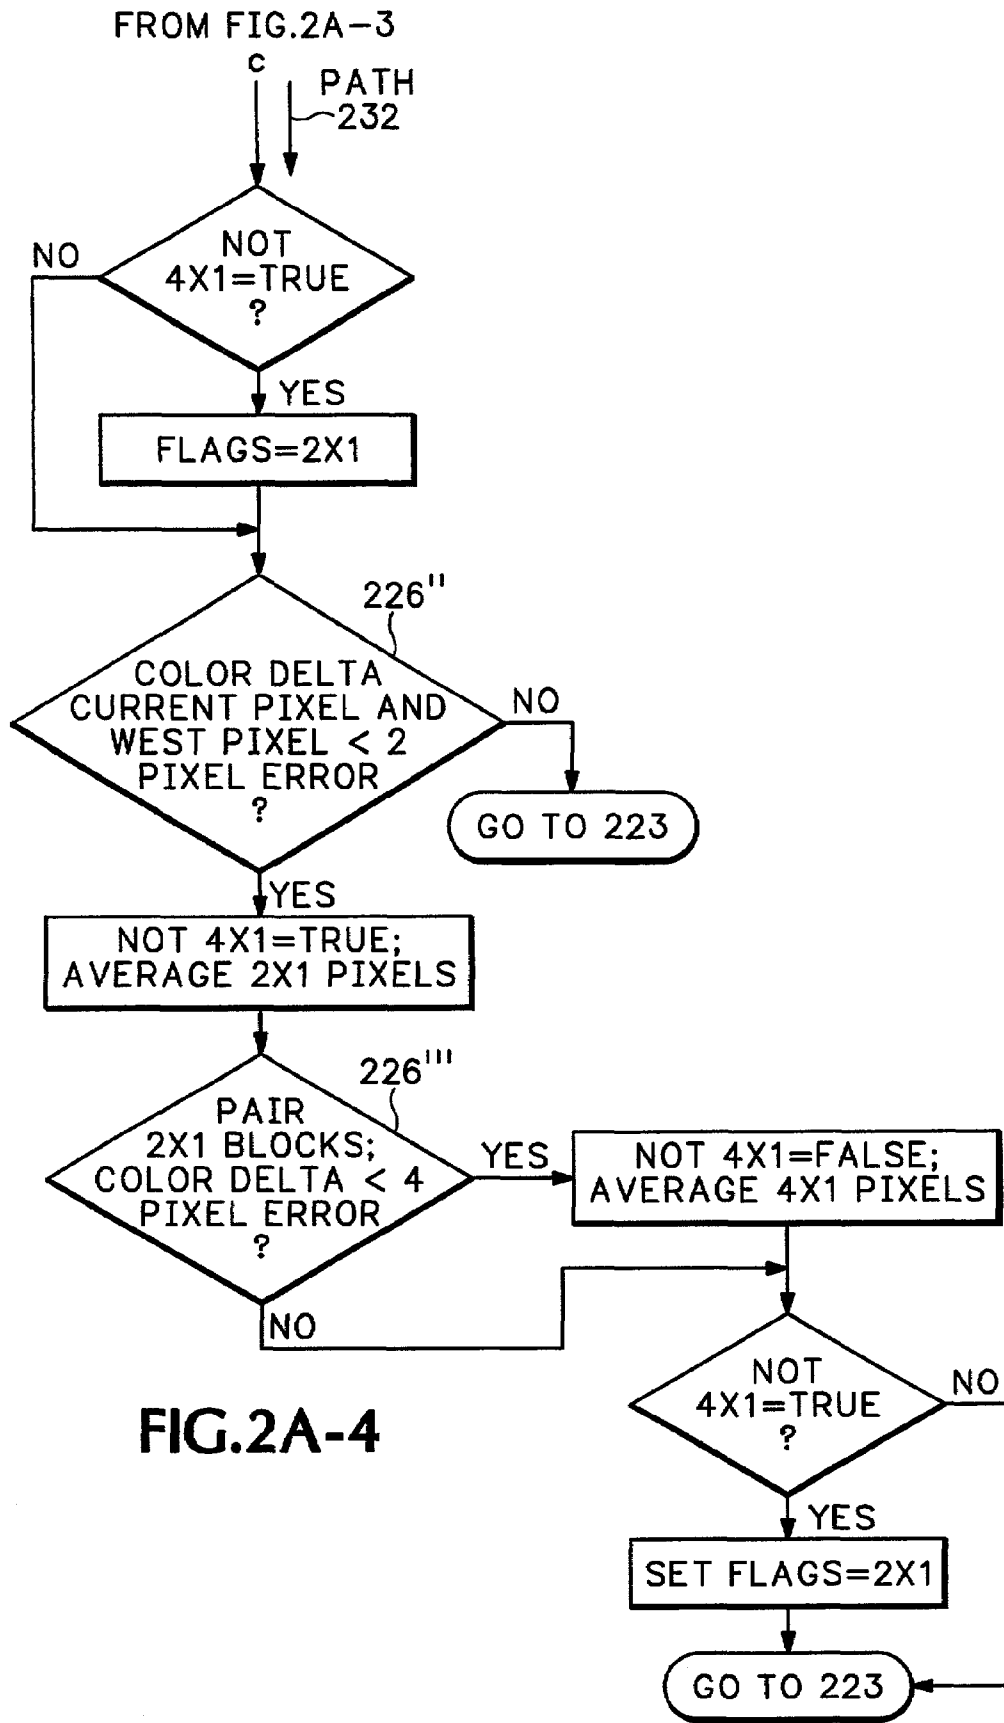 FROM FIG.2A-3
c
PATH
232
NOT
4X1=TRUE
?
NO
YES
FLAGS=2X1
226''
COLOR DELTA
CURRENT PIXEL AND
WEST PIXEL < 2
PIXEL ERROR
?
NO
GO TO 223
YES
NOT 4X1=TRUE;
AVERAGE 2X1 PIXELS
226'''
PAIR
2X1 BLOCKS;
COLOR DELTA < 4
PIXEL ERROR
?
YES
NOT 4X1=FALSE;
AVERAGE 4X1 PIXELS
NO
NOT
4X1=TRUE
?
NO
FIG.2A-4
YES
SET FLAGS=2X1
GO TO 223